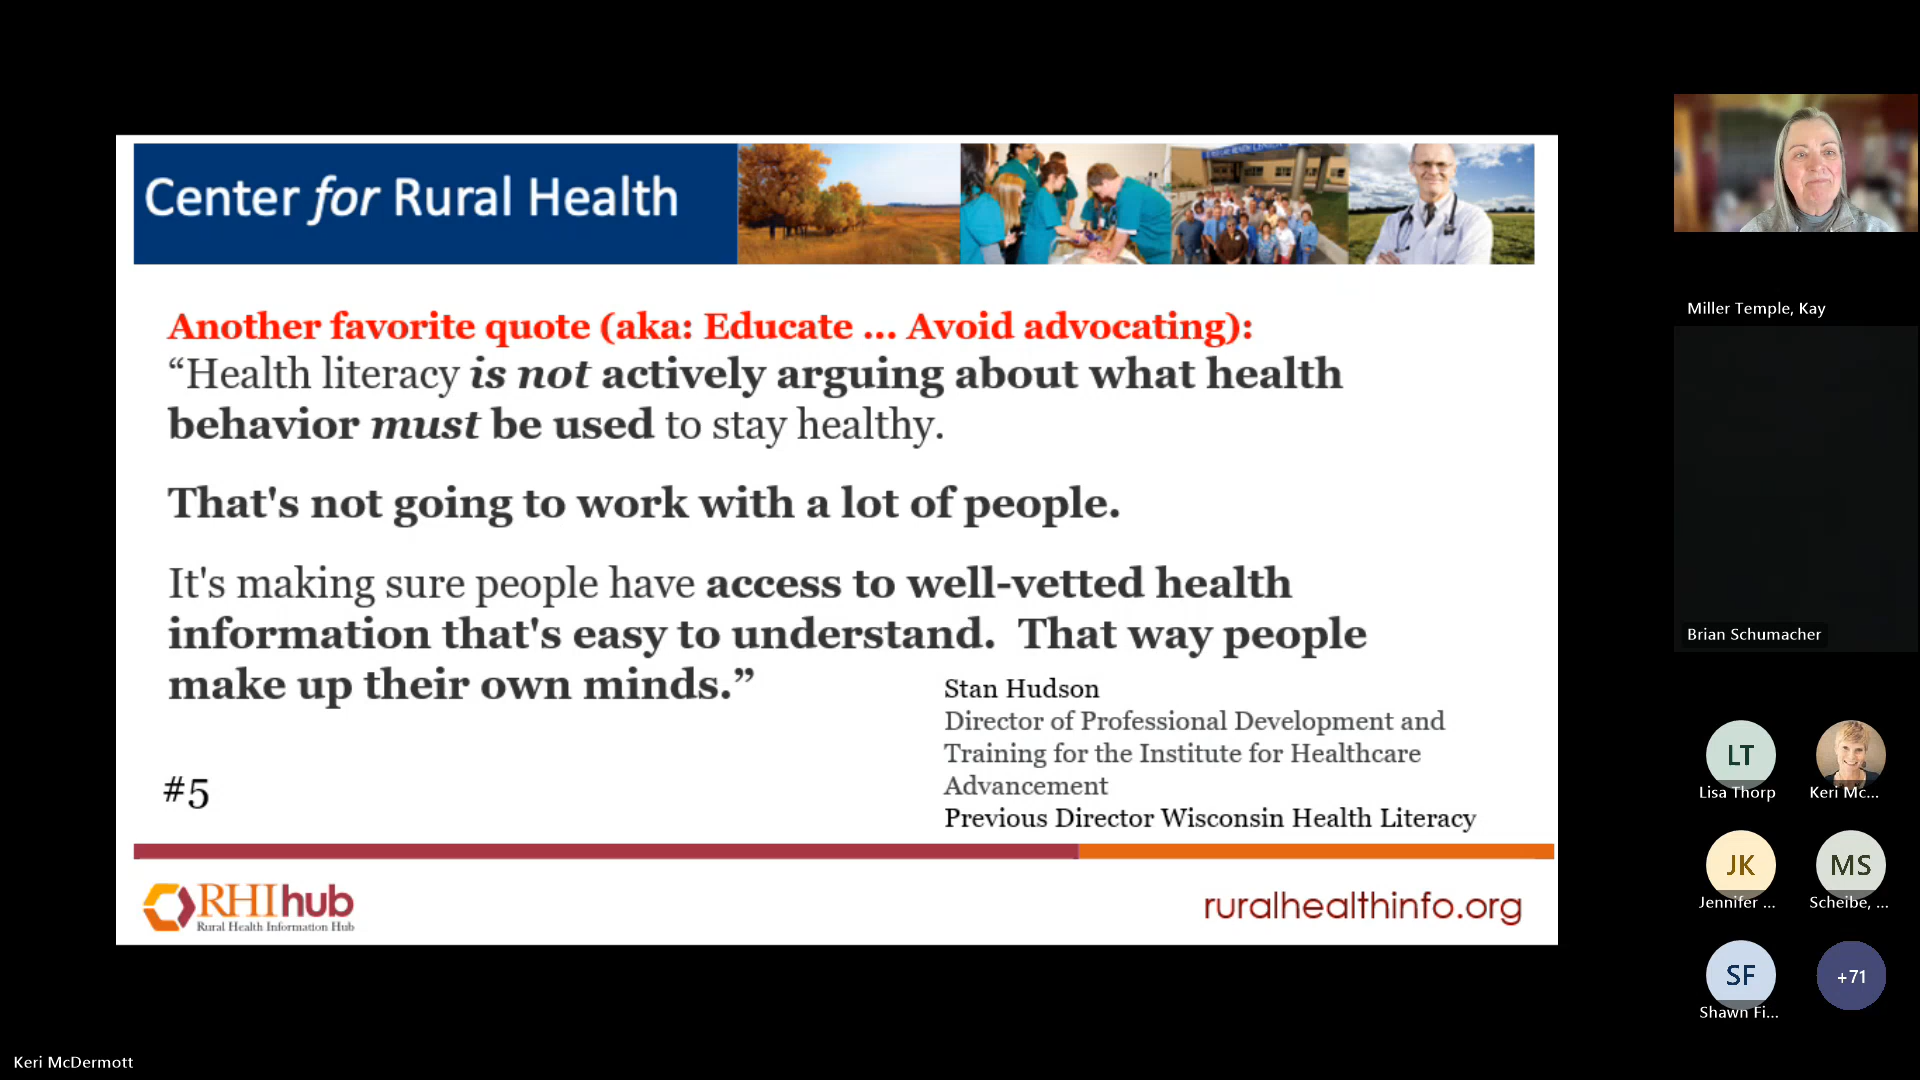 Center for Rural Health
Another favorite quote (aka: Educate ... Avoid advocating):
“Health literacy is not actively arguing about what health
behavior must be used to stay healthy.
That's not going to work with a lot of people.
It's making sure people have access to well-vetted health
information that's easy to understand.  That way people
make up their own minds.”
Stan Hudson
Director of Professional Development and
Training for the Institute for Healthcare
Advancement
Previous Director Wisconsin Health Literacy
#5
RHIhub
Rural Health Information Hub
ruralhealthinfo.org
Miller Temple, Kay
Brian Schumacher
LT
Lisa Thorp
Keri Mc...
JK
Jennifer ...
MS
Scheibe, ...
SF
Shawn Fi...
+71
Keri McDermott